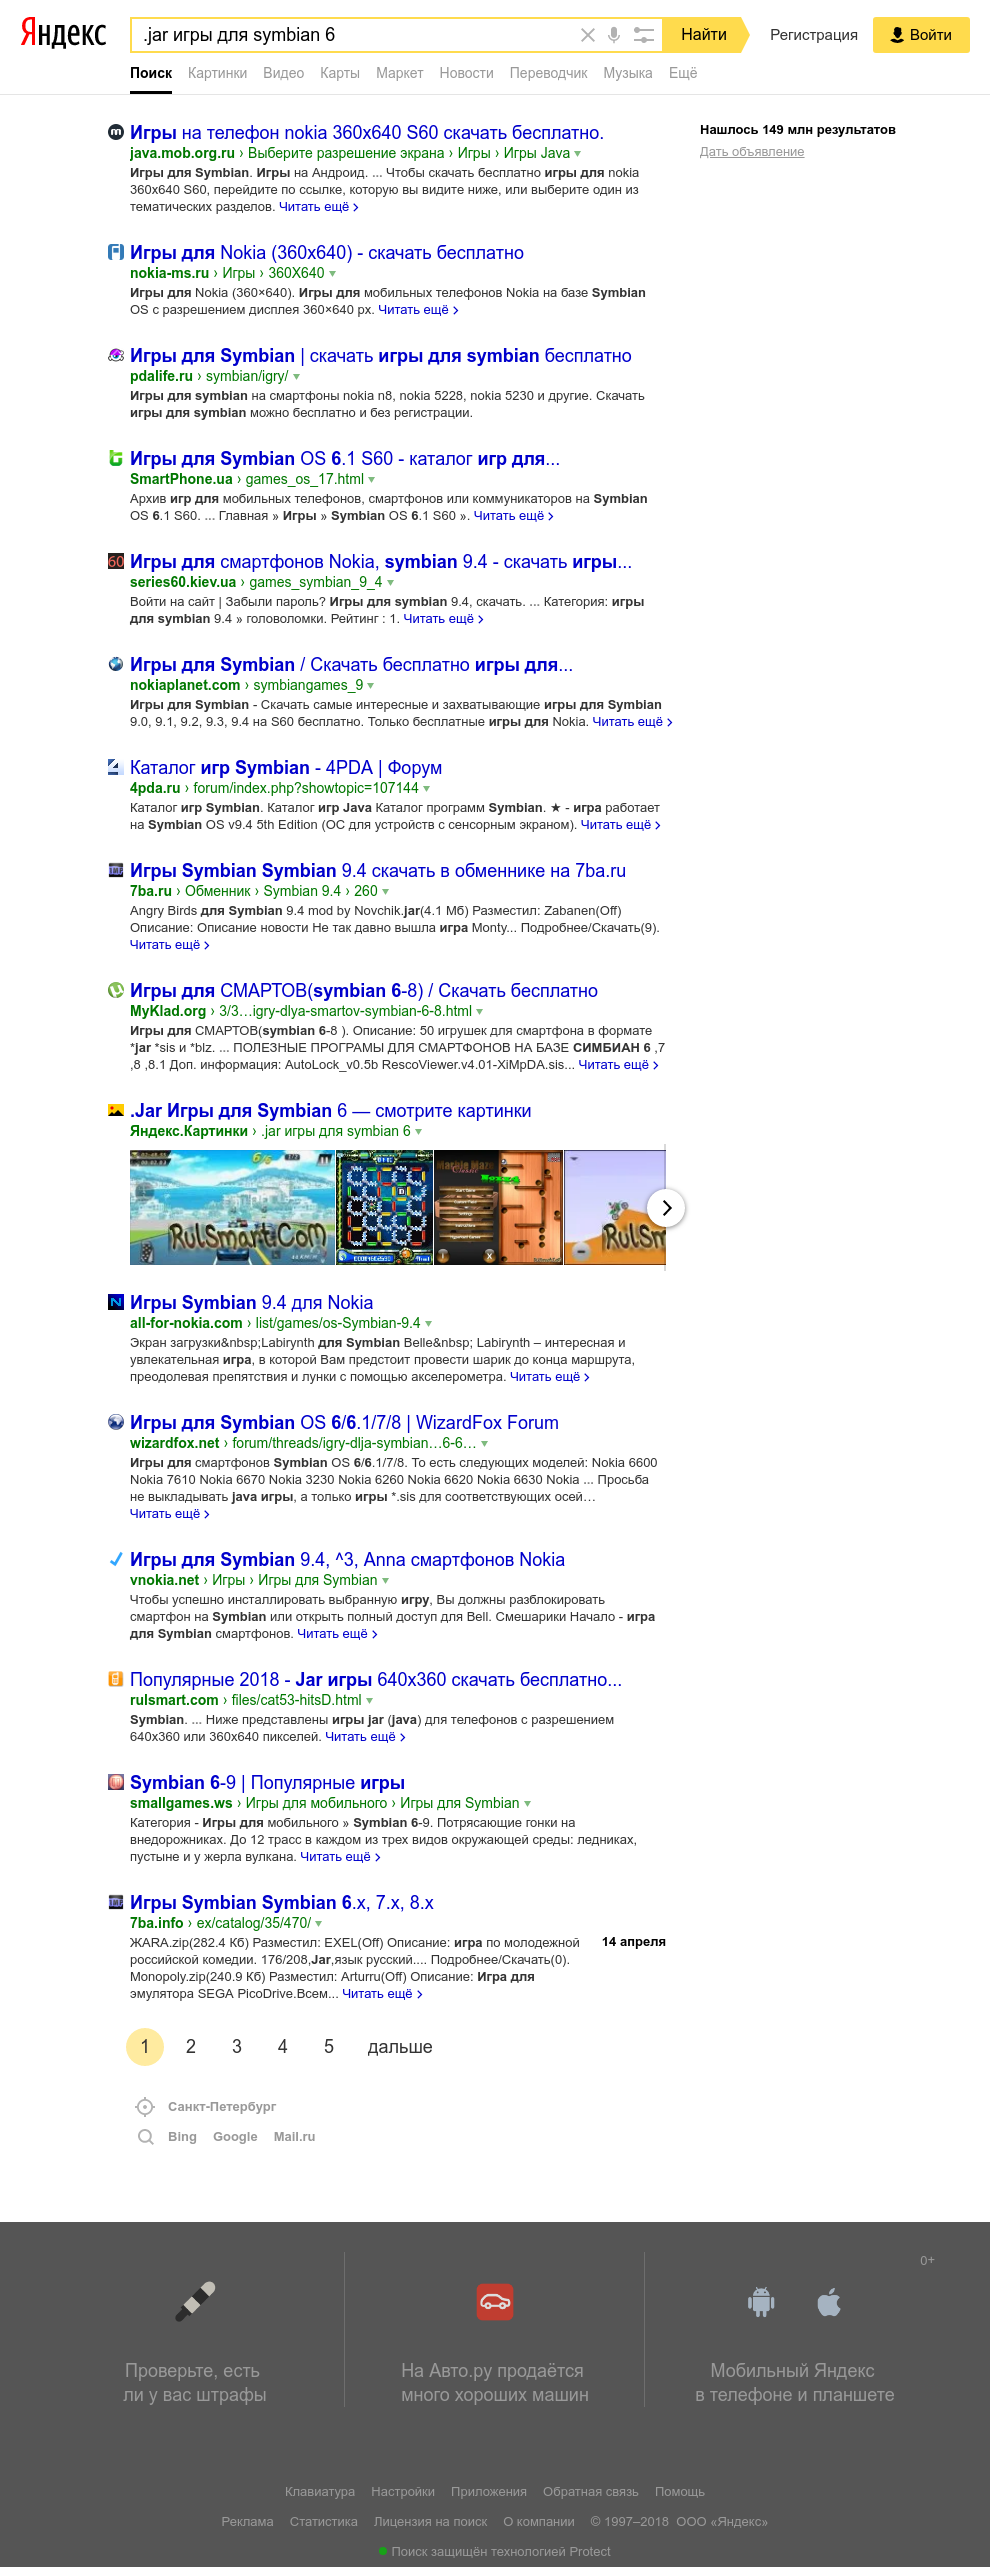 Яндекс
.jar игры для symbian 6
Найти
Регистрация
Войти
Поиск Картинки Видео Карты Маркет Новости Переводчик Музыка Ещё
Нашлось 149 млн результатов
Дать объявление
Игры на телефон nokia 360x640 S60 скачать бесплатно.
java.mob.org.ru › Выберите разрешение экрана › Игры › Игры Java
Игры для Symbian. Игры на Андроид. ... Чтобы скачать бесплатно игры для nokia
360x640 S60, перейдите по ссылке, которую вы видите ниже, или выберите один из
тематических разделов. Читать ещё
Игры для Nokia (360x640) - скачать бесплатно
nokia-ms.ru › Игры › 360X640
Игры для Nokia (360×640). Игры для мобильных телефонов Nokia на базе Symbian
OS с разрешением дисплея 360×640 px. Читать ещё
Игры для Symbian | скачать игры для symbian бесплатно
pdalife.ru › symbian/igry/
Игры для symbian на смартфоны nokia n8, nokia 5228, nokia 5230 и другие. Скачать
игры для symbian можно бесплатно и без регистрации.
Игры для Symbian OS 6.1 S60 - каталог игр для...
SmartPhone.ua › games_os_17.html
Архив игр для мобильных телефонов, смартфонов или коммуникаторов на Symbian
OS 6.1 S60. ... Главная » Игры » Symbian OS 6.1 S60 ». Читать ещё
60
Игры для смартфонов Nokia, symbian 9.4 - скачать игры...
series60.kiev.ua › games_symbian_9_4
Войти на сайт | Забыли пароль? Игры для symbian 9.4, скачать. ... Категория: игры
для symbian 9.4 » головоломки. Рейтинг : 1. Читать ещё
Игры для Symbian / Скачать бесплатно игры для...
nokiaplanet.com › symbiangames_9
Игры для Symbian - Скачать самые интересные и захватывающие игры для Symbian
9.0, 9.1, 9.2, 9.3, 9.4 на S60 бесплатно. Только бесплатные игры для Nokia. Читать ещё
Каталог игр Symbian - 4PDA | Форум
4pda.ru › forum/index.php?showtopic=107144
Каталог игр Symbian. Каталог игр Java Каталог программ Symbian. ★ - игра работает
на Symbian OS v9.4 5th Edition (ОС для устройств с сенсорным экраном). Читать ещё
Игры Symbian Symbian 9.4 скачать в обменнике на 7ba.ru
7ba.ru › Обменник › Symbian 9.4 › 260
Angry Birds для Symbian 9.4 mod by Novchik.jar(4.1 Мб) Разместил: Zabanen(Off)
Описание: Описание новости Не так давно вышла игра Monty... Подробнее/Скачать(9).
Читать ещё
Игры для СМАРТОВ(symbian 6-8) / Скачать бесплатно
MyKlad.org › 3/3…igry-dlya-smartov-symbian-6-8.html
Игры для СМАРТОВ(symbian 6-8 ). Описание: 50 игрушек для смартфона в формате
*jar *sis и *blz. ... ПОЛЕЗНЫЕ ПРОГРАМЫ ДЛЯ СМАРТФОНОВ НА БАЗЕ СИМБИАН 6 ,7
,8 ,8.1 Доп. информация: AutoLock_v0.5b RescoViewer.v4.01-XiMpDA.sis... Читать ещё
.Jar Игры для Symbian 6 — смотрите картинки
Яндекс.Картинки › .jar игры для symbian 6
RulSmart.Com
Marble Maze
Игры Symbian 9.4 для Nokia
all-for-nokia.com › list/games/os-Symbian-9.4
Экран загрузки&nbsp;Labirynth для Symbian Belle&nbsp; Labirynth – интересная и
увлекательная игра, в которой Вам предстоит провести шарик до конца маршрута,
преодолевая препятствия и лунки с помощью акселерометра. Читать ещё
Игры для Symbian OS 6/6.1/7/8 | WizardFox Forum
wizardfox.net › forum/threads/igry-dlja-symbian…6-6…
Игры для смартфонов Symbian OS 6/6.1/7/8. То есть следующих моделей: Nokia 6600
Nokia 7610 Nokia 6670 Nokia 3230 Nokia 6260 Nokia 6620 Nokia 6630 Nokia ... Просьба
не выкладывать java игры, а только игры *.sis для соответствующих осей…
Читать ещё
Игры для Symbian 9.4, ^3, Anna смартфонов Nokia
vnokia.net › Игры › Игры для Symbian
Чтобы успешно инсталлировать выбранную игру, Вы должны разблокировать
смартфон на Symbian или открыть полный доступ для Bell. Смешарики Начало - игра
для Symbian смартфонов. Читать ещё
Популярные 2018 - Jar игры 640x360 скачать бесплатно...
rulsmart.com › files/cat53-hitsD.html
Symbian. ... Ниже представлены игры jar (java) для телефонов с разрешением
640x360 или 360x640 пикселей. Читать ещё
Symbian 6-9 | Популярные игры
smallgames.ws › Игры для мобильного › Игры для Symbian
Категория - Игры для мобильного » Symbian 6-9. Потрясающие гонки на
внедорожниках. До 12 трасс в каждом из трех видов окружающей среды: ледниках,
пустыне и у жерла вулкана. Читать ещё
Игры Symbian Symbian 6.x, 7.x, 8.x
7ba.info › ex/catalog/35/470/
ЖАRA.zip(282.4 Кб) Разместил: EXEL(Off) Описание: игра по молодежной
14 апреля
российской комедии. 176/208,Jar,язык русский.... Подробнее/Скачать(0).
Monopoly.zip(240.9 Кб) Разместил: Arturru(Off) Описание: Игра для
эмулятора SEGA PicoDrive.Всем... Читать ещё
1 2 3 4 5 дальше
Санкт-Петербург
Bing Google Mail.ru
0+
Проверьте, есть
ли у вас штрафы
На Авто.ру продаётся
много хороших машин
Мобильный Яндекс
в телефоне и планшете
Клавиатура Настройки Приложения Обратная связь Помощь
Реклама Статистика Лицензия на поиск О компании © 1997–2018 ООО «Яндекс»
Поиск защищён технологией Protect